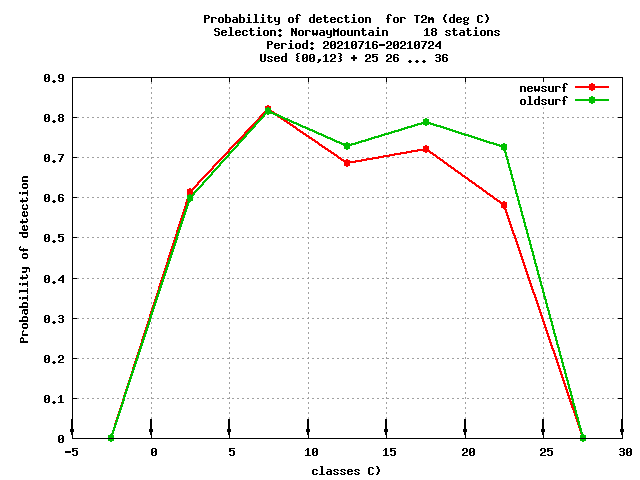 Probability of detection  for T2m (deg C)
Selection: NorwayMountain     18 stations
Period: 20210716-20210724
Used {00,12} + 25 26 ... 36
newsurf
oldsurf
Probability of detection
0.9
0.8
0.7
0.6
0.5
0.4
0.3
0.2
0.1
0
-5 0 5 10 15 20 25 30
classes C)